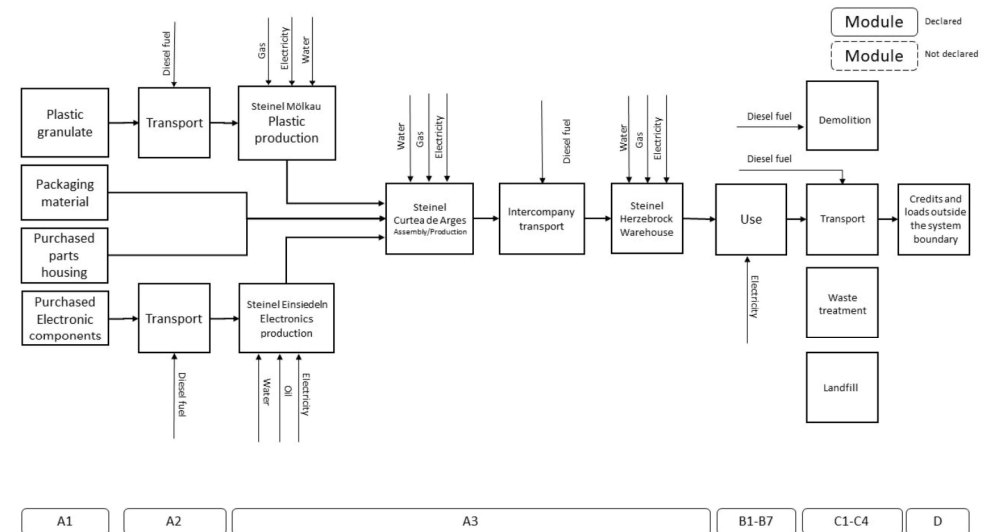 Module
Declared
Module
Not declared
Diesel fuel
Gas
Electricity
Water
Plastic
granulate
Transport
Steinel Mölkau
Plastic
production
Packaging
material
Purchased
parts
housing
Purchased
Electronic
components
Transport
Steinel Einsiedeln
Electronics
production
Diesel fuel
Water
Oil
Electricity
Water
Gas
Electricity
Steinel
Curtea de Arges
Assembly/Production
Diesel fuel
Intercompany
transport
Water
Gas
Electricity
Steinel
Herzebrock
Warehouse
Use
Electricity
Diesel fuel
Demolition
Diesel fuel
Transport
Waste
treatment
Landfill
Credits and
loads outside
the system
boundary
A1
A2
A3
B1-B7
C1-C4
D